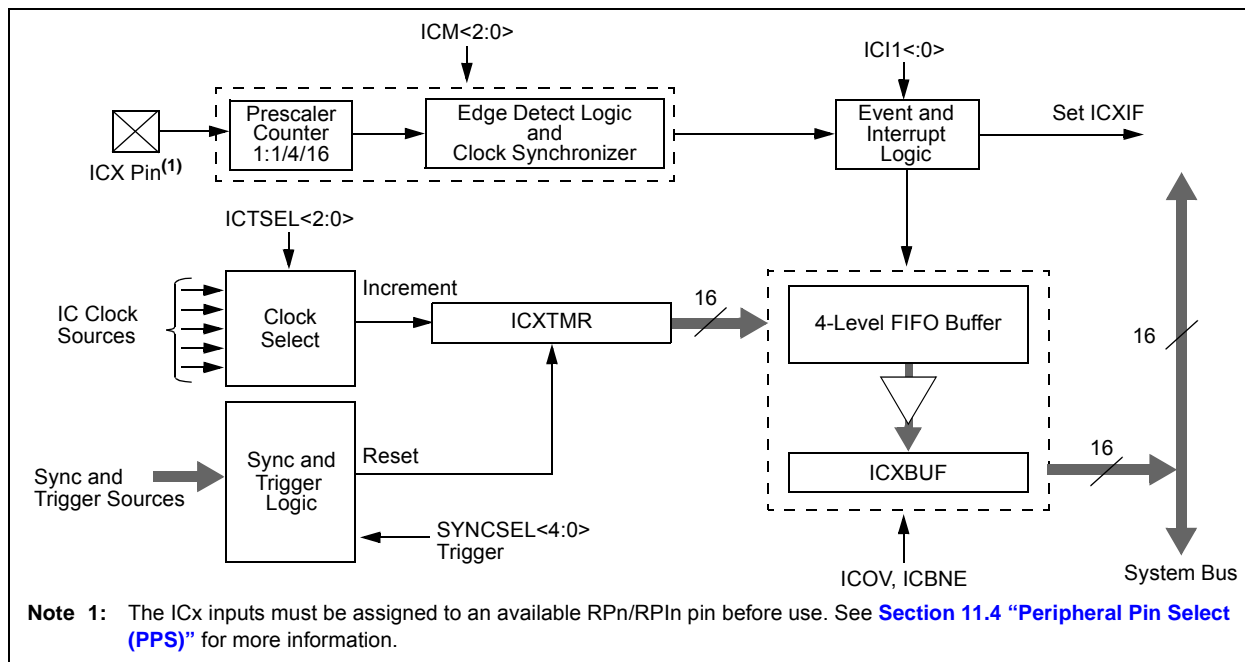 ICM<2:0>
ICI1<:0>
Prescaler
Counter
1:1/4/16
Edge Detect Logic
and
Clock Synchronizer
Event and
Interrupt
Logic
Set ICXIF
ICX Pin(1)
ICTSEL<2:0>
IC Clock
Sources
Clock
Select
Increment
ICXTMR
16
4-Level FIFO Buffer
16
Sync and
Trigger Sources
Sync and
Trigger
Logic
Reset
ICXBUF
16
SYNCSEL<4:0>
Trigger
ICOV, ICBNE
System Bus
Note 1: The ICx inputs must be assigned to an available RPn/RPIn pin before use. See Section 11.4 “Peripheral Pin Select
(PPS)” for more information.